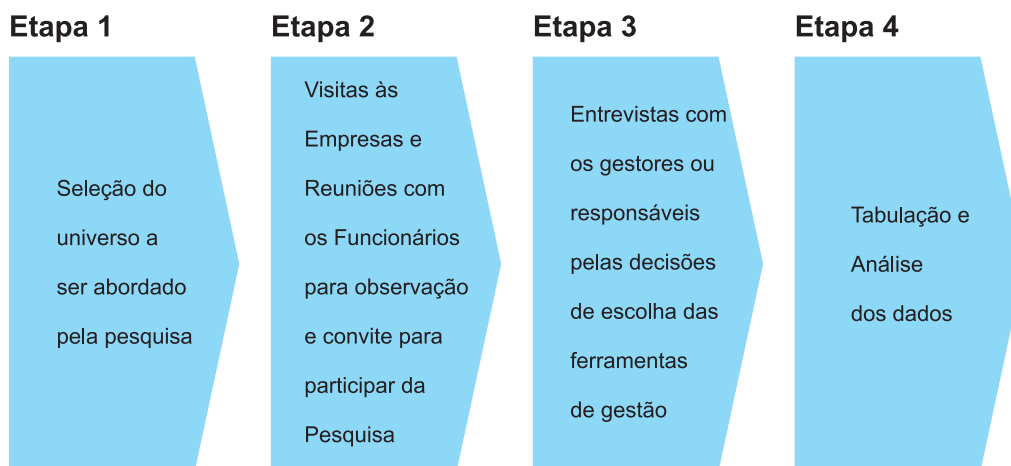 Etapa 1
Seleção do
universo a
ser abordado
pela pesquisa
Etapa 2
Visitas às
Empresas e
Reuniões com
os Funcionários
para observação
e convite para
participar da
Pesquisa
Etapa 3
Entrevistas com
os gestores ou
responsáveis
pelas decisões
de escolha das
ferramentas
de gestão
Etapa 4
Tabulação e
Análise
dos dados